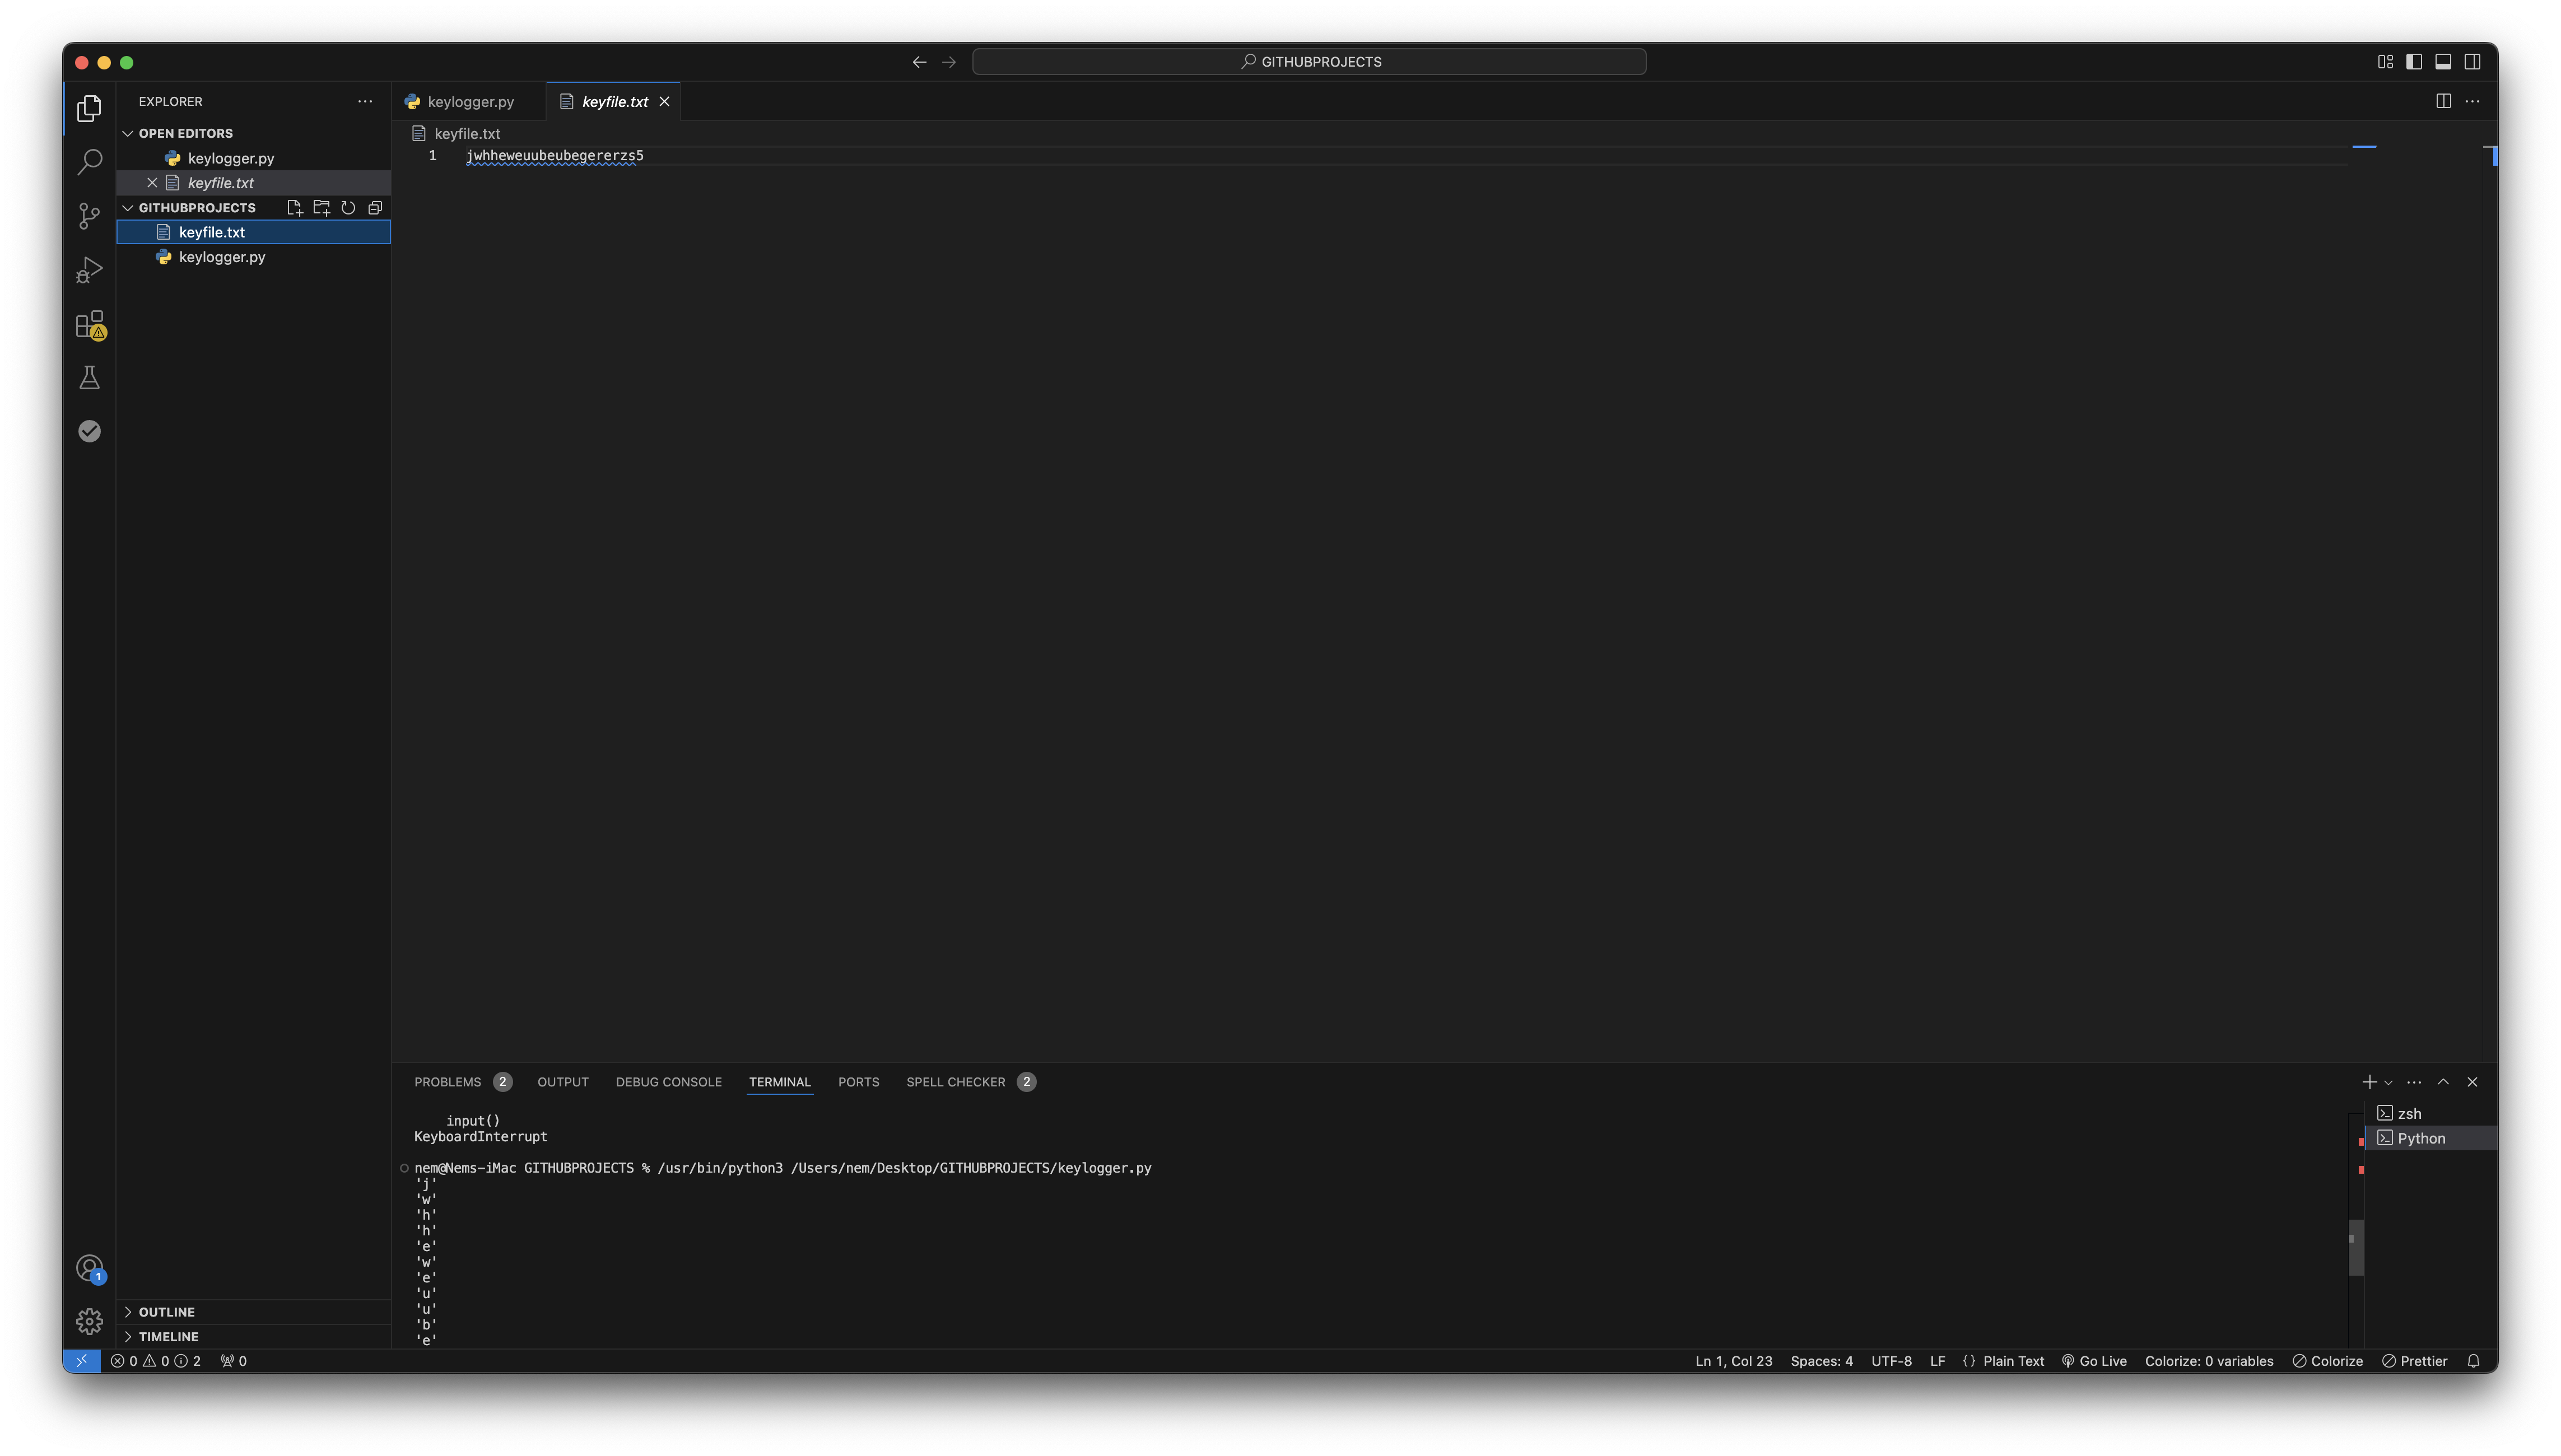 GITHUBPROJECTS
EXPLORER
OPEN EDITORS
keylogger.py
keyfile.txt
GITHUBPROJECTS
keyfile.txt
keylogger.py
OUTLINE
TIMELINE
keylogger.py
keyfile.txt
keyfile.txt
1 jwhheweuubeubegererzs5
PROBLEMS 2 OUTPUT DEBUG CONSOLE TERMINAL PORTS SPELL CHECKER 2
input()
KeyboardInterrupt
nem@Nems-iMac GITHUBPROJECTS % /usr/bin/python3 /Users/nem/Desktop/GITHUBPROJECTS/keylogger.py
'j'
'w'
'h'
'h'
'e'
'w'
'e'
'u'
'u'
'b'
'e'
zsh
Python
1
0 0 2 0
Ln 1, Col 23 Spaces: 4 UTF-8 LF {} Plain Text Go Live Colorize: 0 variables Colorize Prettier